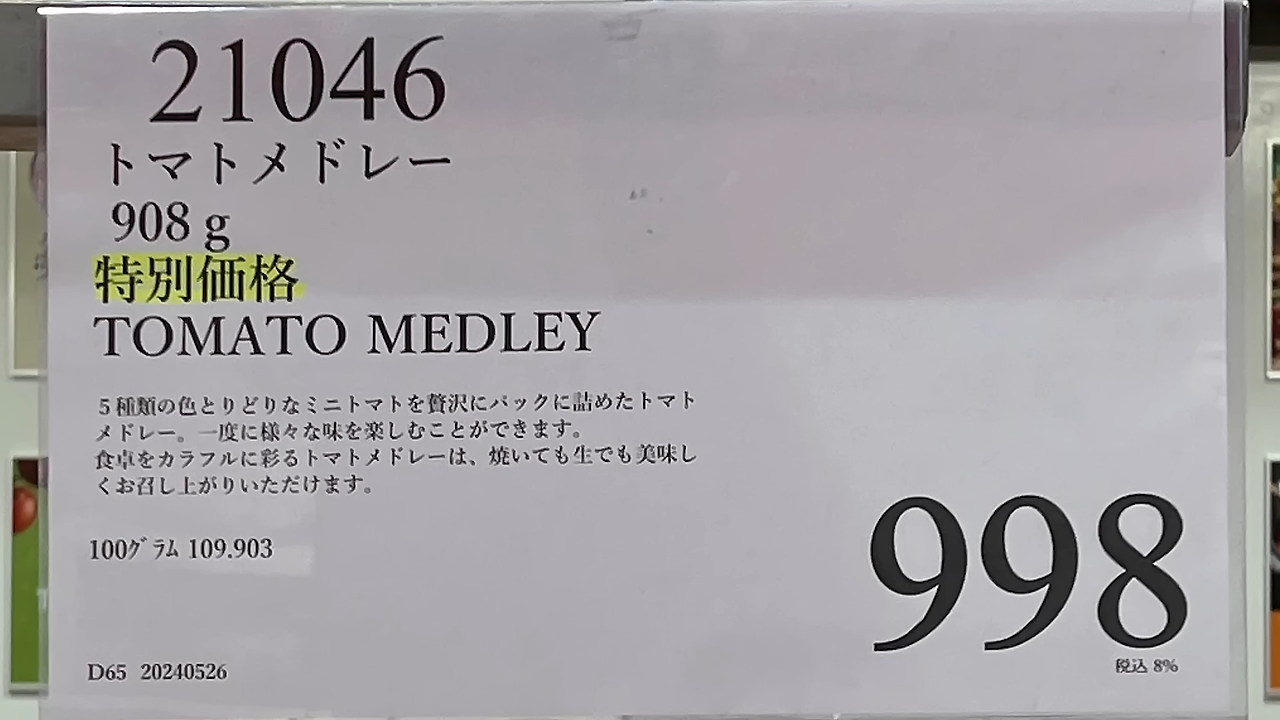 21046
トマトメドレー
908 g
特別価格
TOMATO MEDLEY
５種類の色とりどりなミニトマトを贅沢にパックに詰めたトマト
メドレー。一度に様々な味を楽しむことができます。
食卓をカラフルに彩るトマトメドレーは、焼いても生でも美味し
くお召し上がりいただけます。
100ｸﾞﾗﾑ 109.903
998
税込 8%
D65 20240526